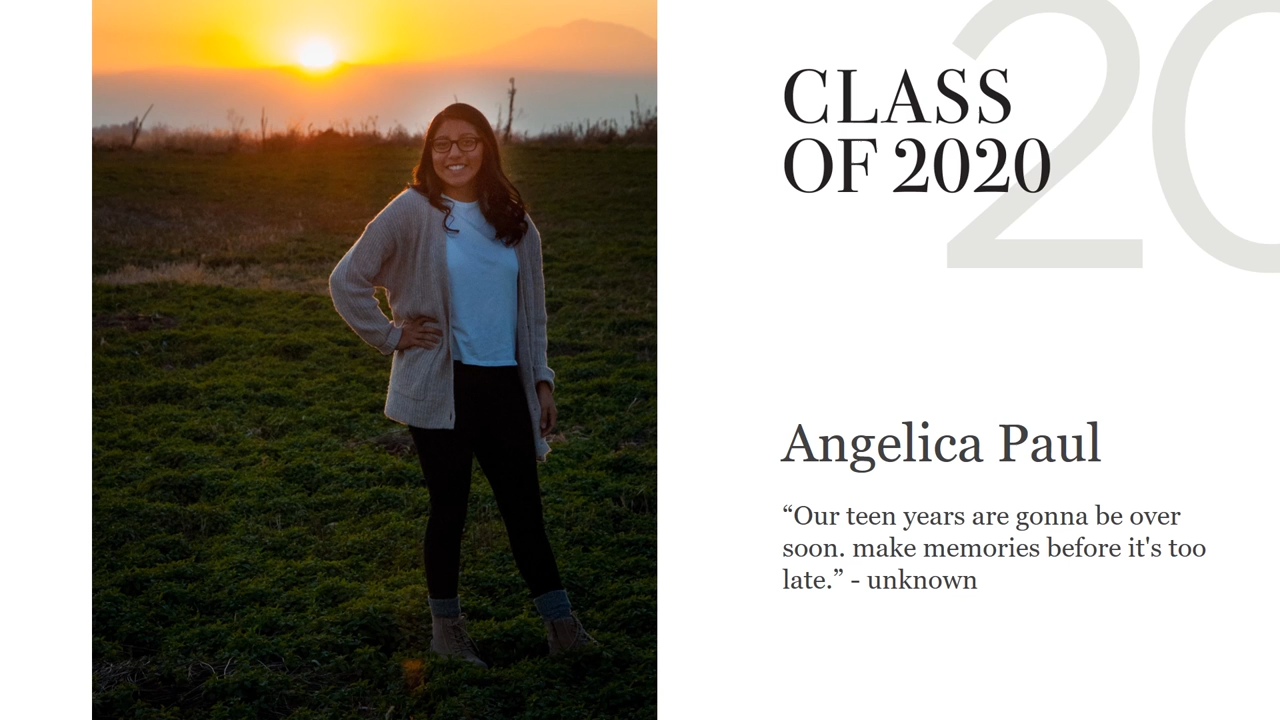 20
CLASS
OF 2020
Angelica Paul
“Our teen years are gonna be over
soon. make memories before it's too
late.” - unknown